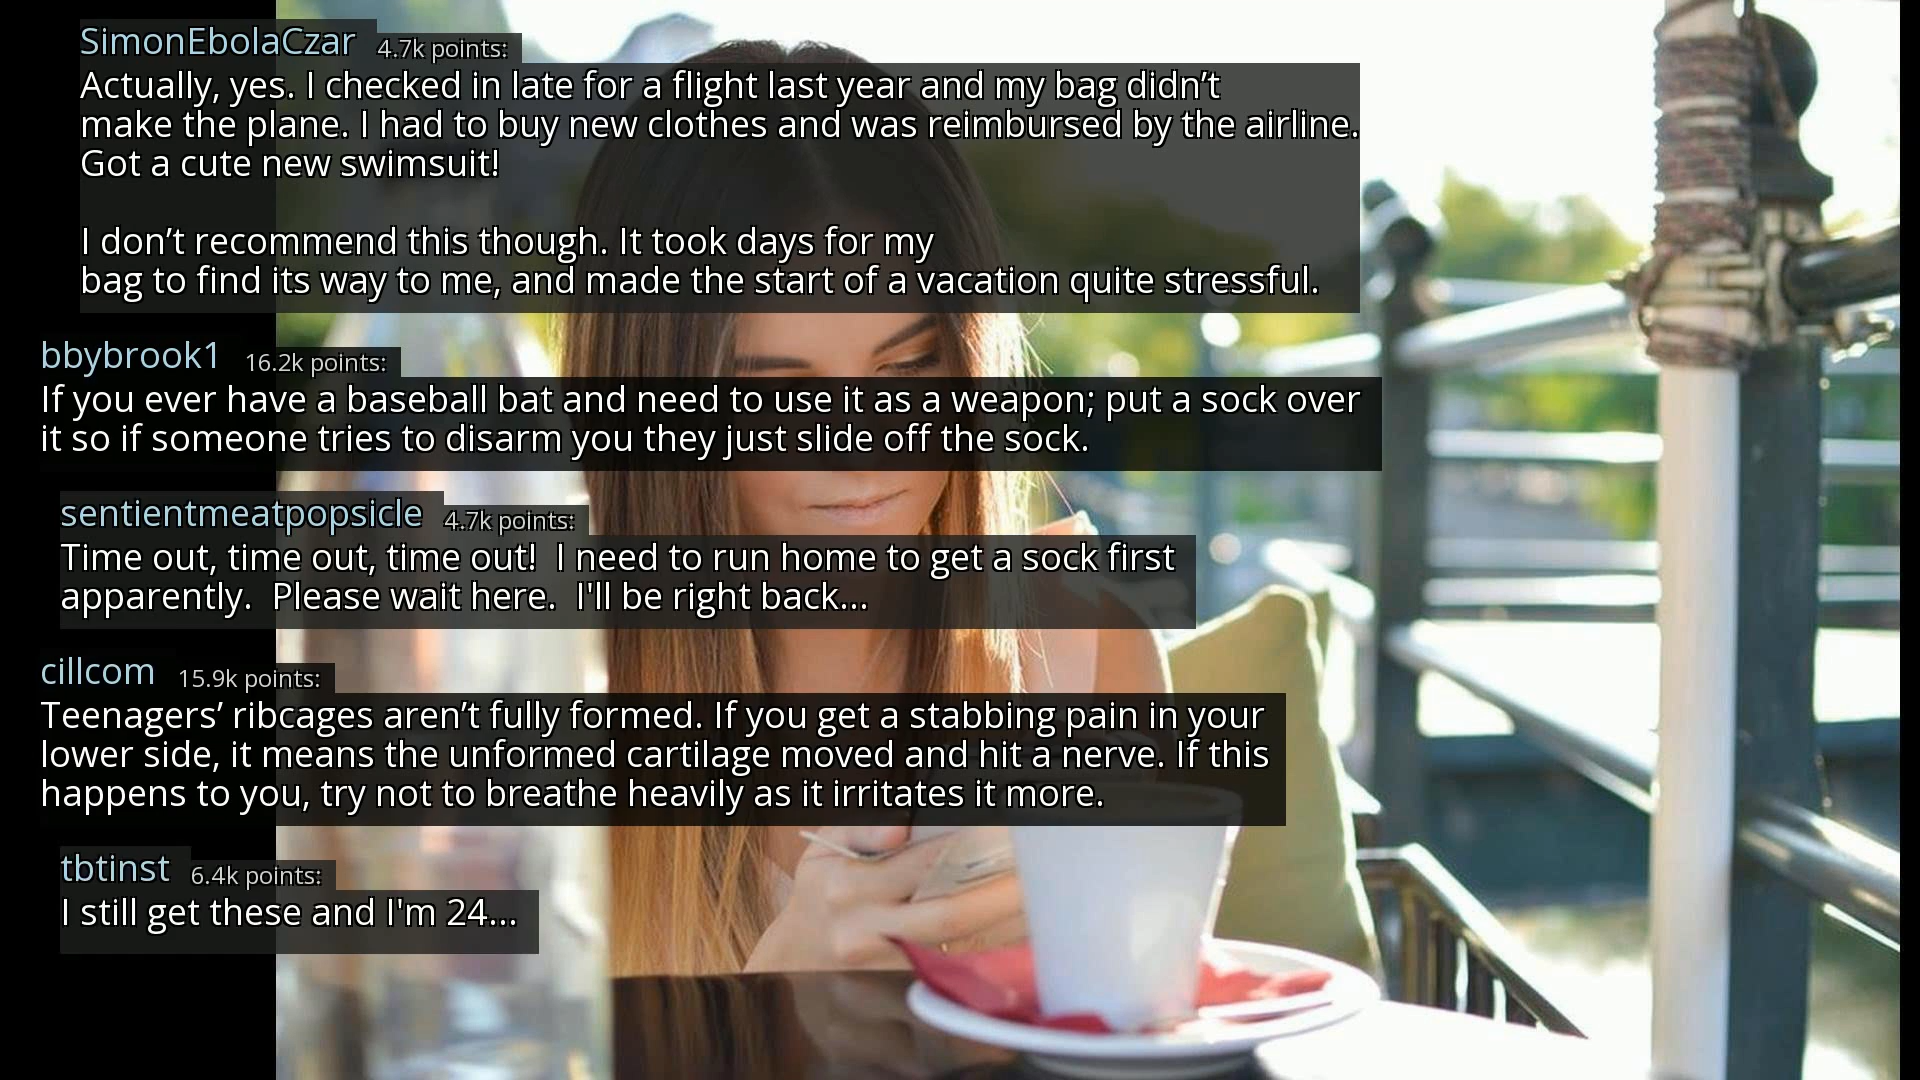 SimonEbolaCzar 4.7k points:
Actually, yes. I checked in late for a flight last year and my bag didn’t
make the plane. I had to buy new clothes and was reimbursed by the airline.
Got a cute new swimsuit!
I don’t recommend this though. It took days for my
bag to find its way to me, and made the start of a vacation quite stressful.
bbybrook1 16.2k points:
If you ever have a baseball bat and need to use it as a weapon; put a sock over
it so if someone tries to disarm you they just slide off the sock.
sentientmeatpopsicle 4.7k points:
Time out, time out, time out!  I need to run home to get a sock first
apparently.  Please wait here.  I'll be right back...
cillcom 15.9k points:
Teenagers’ ribcages aren’t fully formed. If you get a stabbing pain in your
lower side, it means the unformed cartilage moved and hit a nerve. If this
happens to you, try not to breathe heavily as it irritates it more.
tbtinst 6.4k points:
I still get these and I'm 24...